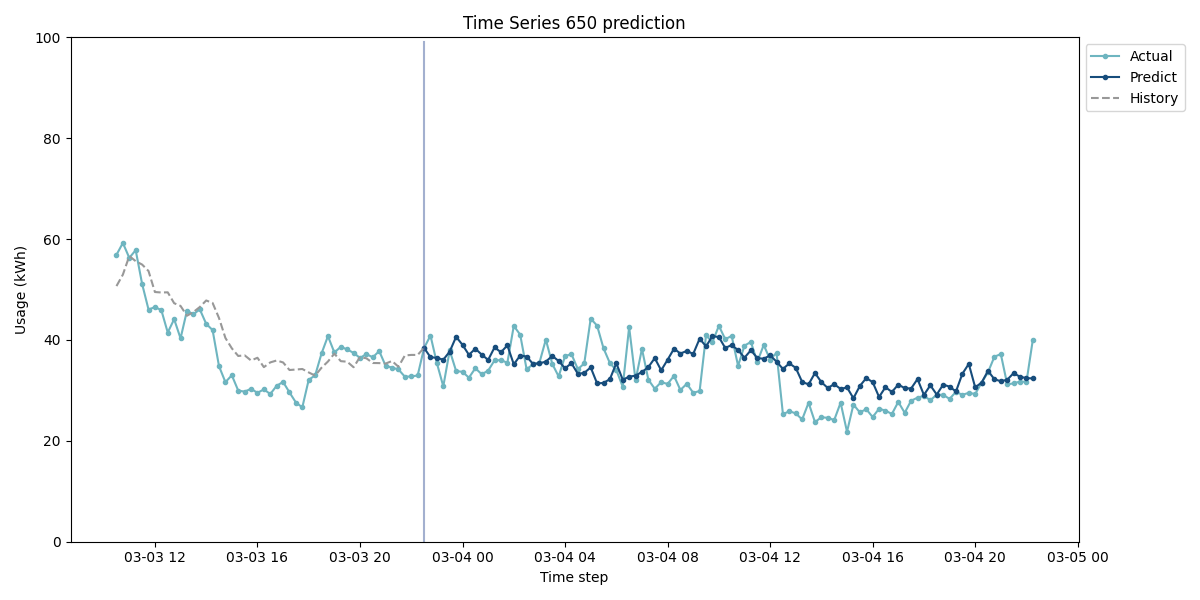 Time Series 650 prediction
Usage (kWh)
100
80
60
40
20
0
03-03 12
03-03 16
03-03 20
03-04 00
03-04 04
03-04 08
03-04 12
03-04 16
03-04 20
03-05 00
Time step
Actual
Predict
History